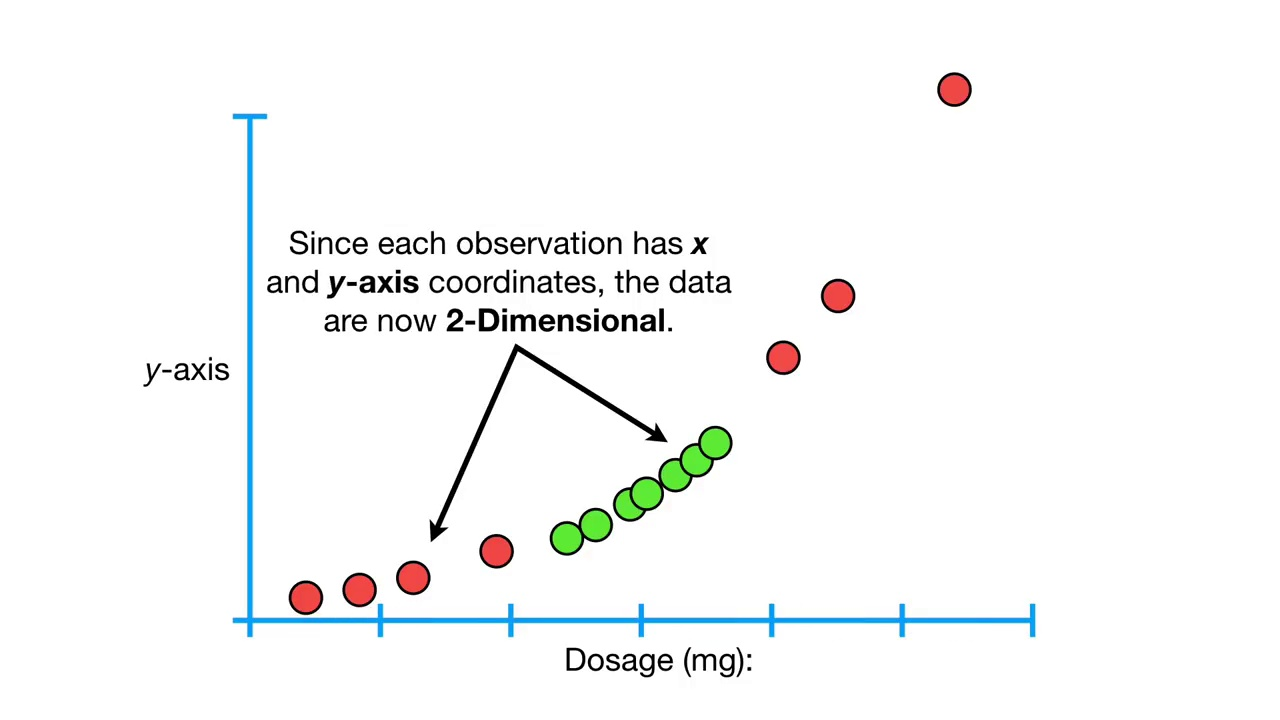 Since each observation has x
and y-axis coordinates, the data
are now 2-Dimensional.
y-axis
Dosage (mg):